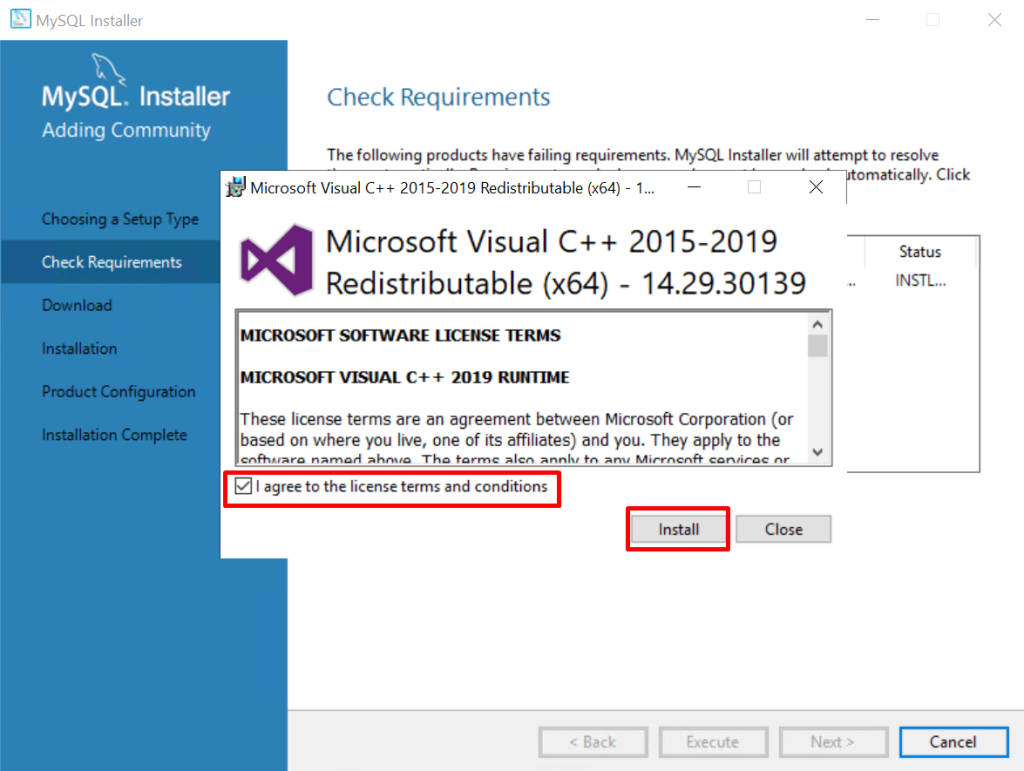 MySQL Installer
MySQL. Installer
Adding Community
Choosing a Setup Type
Check Requirements
Download
Installation
Product Configuration
Installation Complete
Check Requirements
The following products have failing requirements. MySQL Installer will attempt to resolve
automatically. Click
Status
... INSTL...
Microsoft Visual C++ 2015-2019 Redistributable (x64) - 1...
Microsoft Visual C++ 2015-2019
Redistributable (x64) - 14.29.30139
MICROSOFT SOFTWARE LICENSE TERMS
MICROSOFT VISUAL C++ 2019 RUNTIME
These license terms are an agreement between Microsoft Corporation (or
based on where you live, one of its affiliates) and you. They apply to the
software named above. The terms also apply to any Microsoft services or
I agree to the license terms and conditions
Install
Close
< Back
Execute
Next >
Cancel